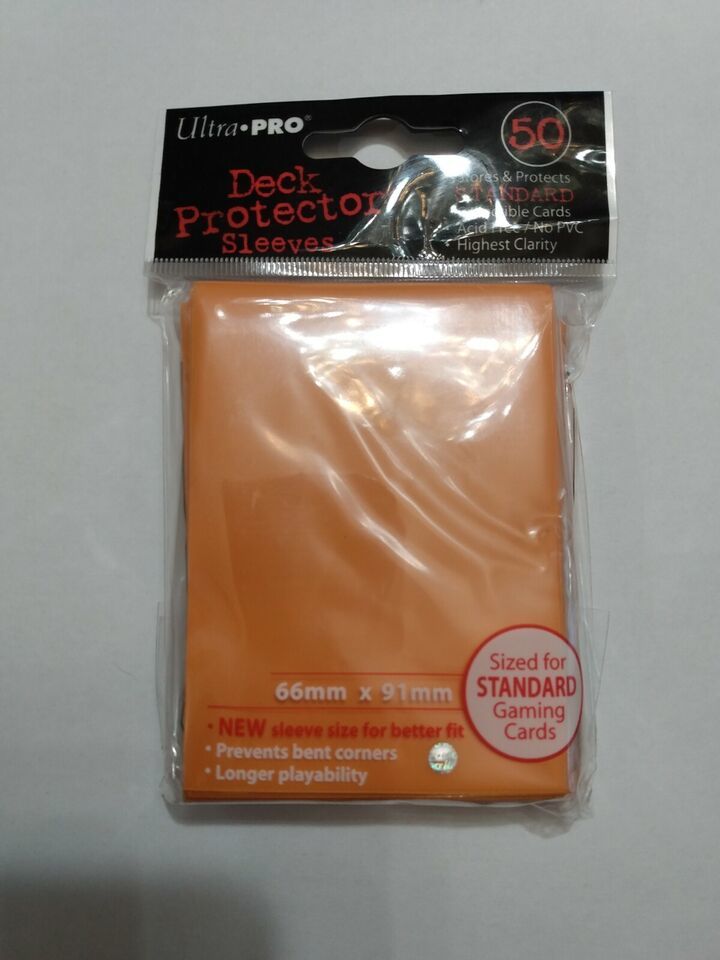 Ultra•PRO®
50
Deck
Protector
Sleeves
& Protects
STANDARD
Cards
Acid Free / No PVC
• Highest Clarity
66mm x 91mm
• NEW sleeve size for better fit
• Prevents bent corners
• Longer playability
Sized for
STANDARD
Gaming
Cards